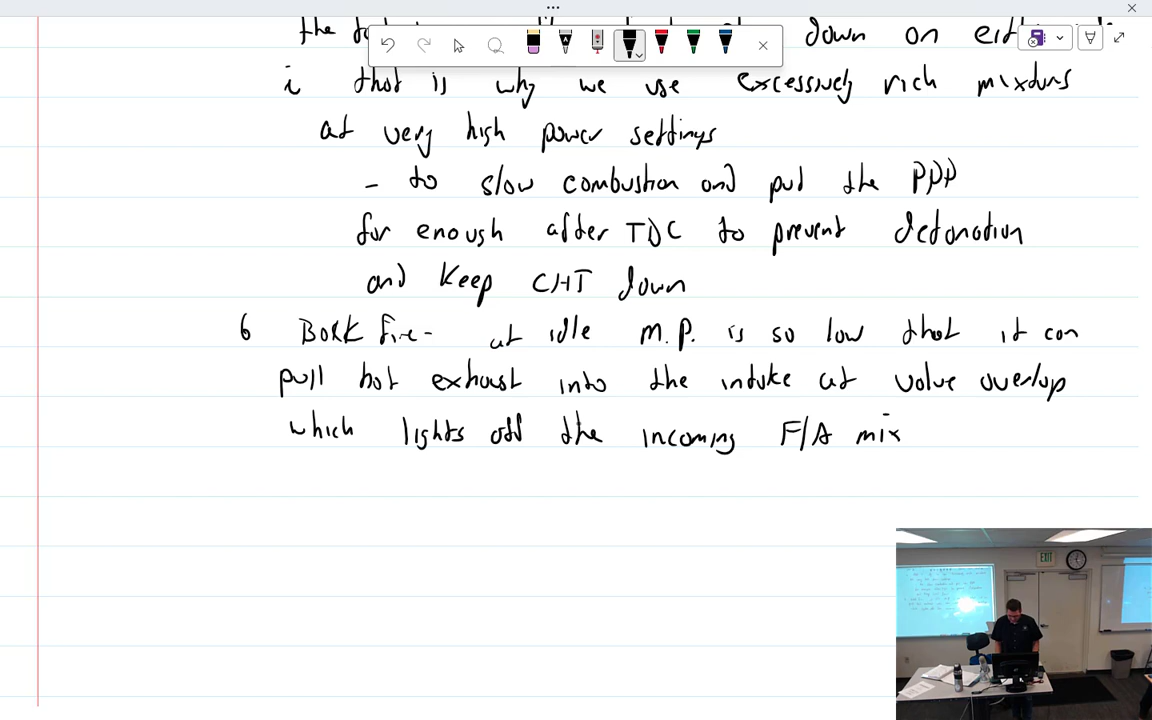 the down on
i that is why we use excessively rich mixturs
at very high power settings
- to slow combustion and put the PPP
far enough after TDC to prevent detonation
and keep CHT down
6 Back fire- at idle M.P. is so low that it can
pull hot exhaust into the intake at valve overlap
which lights off the incoming F/A mix
EXIT